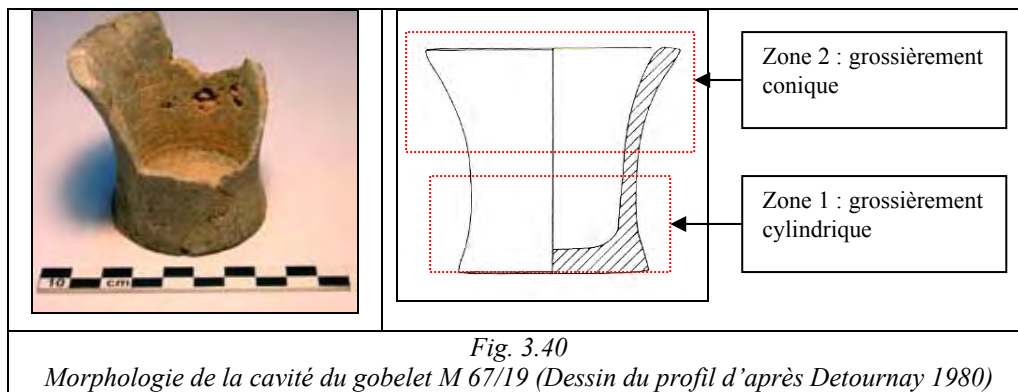 10 cm
Zone 2 : grossièrement
conique
Zone 1 : grossièrement
cylindrique
Fig. 3.40
Morphologie de la cavité du gobelet M 67/19 (Dessin du profil d'après Detournay 1980)